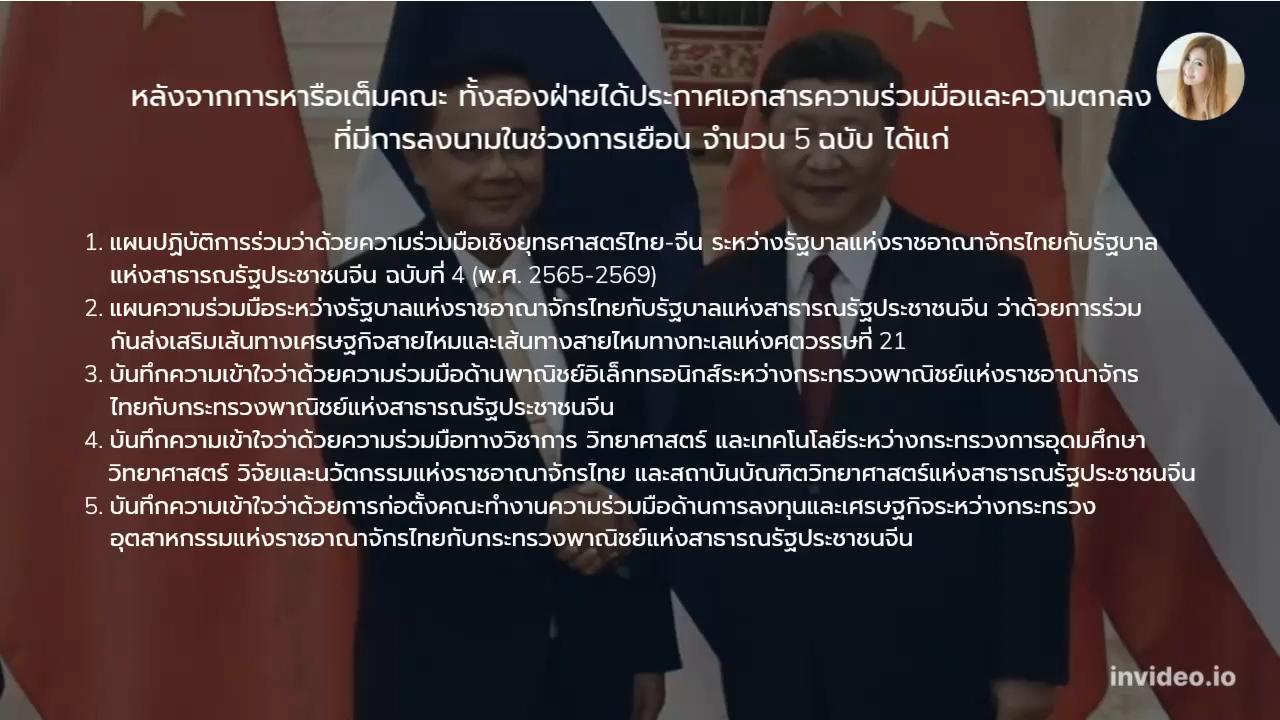 หลังจากการหารือเต็มคณะ ทั้งสองฝ่ายได้ประกาศเอกสารความร่วมมือและความตกลง
ที่มีการลงนามในช่วงการเยือน จำนวน 5 ฉบับ ได้แก่
1. แผนปฏิบัติการร่วมว่าด้วยความร่วมมือเชิงยุทธศาสตร์ไทย-จีน ระหว่างรัฐบาลแห่งราชอาณาจักรไทยกับรัฐบาล
แห่งสาธารณรัฐประชาชนจีน ฉบับที่ 4 (พ.ศ. 2565-2569)
2. แผนความร่วมมือระหว่างรัฐบาลแห่งราชอาณาจักรไทยกับรัฐบาลแห่งสาธารณรัฐประชาชนจีน ว่าด้วยการร่วม
กันส่งเสริมเส้นทางเศรษฐกิจสายไหมและเส้นทางสายไหมทางทะเลแห่งศตวรรษที่ 21
3. บันทึกความเข้าใจว่าด้วยความร่วมมือด้านพาณิชย์อิเล็กทรอนิกส์ระหว่างกระทรวงพาณิชย์แห่งราชอาณาจักร
ไทยกับกระทรวงพาณิชย์แห่งสาธารณรัฐประชาชนจีน
4. บันทึกความเข้าใจว่าด้วยความร่วมมือทางวิชาการ วิทยาศาสตร์ และเทคโนโลยีระหว่างกระทรวงการอุดมศึกษา
วิทยาศาสตร์ วิจัยและนวัตกรรมแห่งราชอาณาจักรไทย และสถาบันบัณฑิตวิทยาศาสตร์แห่งสาธารณรัฐประชาชนจีน
5. บันทึกความเข้าใจว่าด้วยการก่อตั้งคณะทำงานความร่วมมือด้านการลงทุนและเศรษฐกิจระหว่างกระทรวง
อุตสาหกรรมแห่งราชอาณาจักรไทยกับกระทรวงพาณิชย์แห่งสาธารณรัฐประชาชนจีน
invideo.io